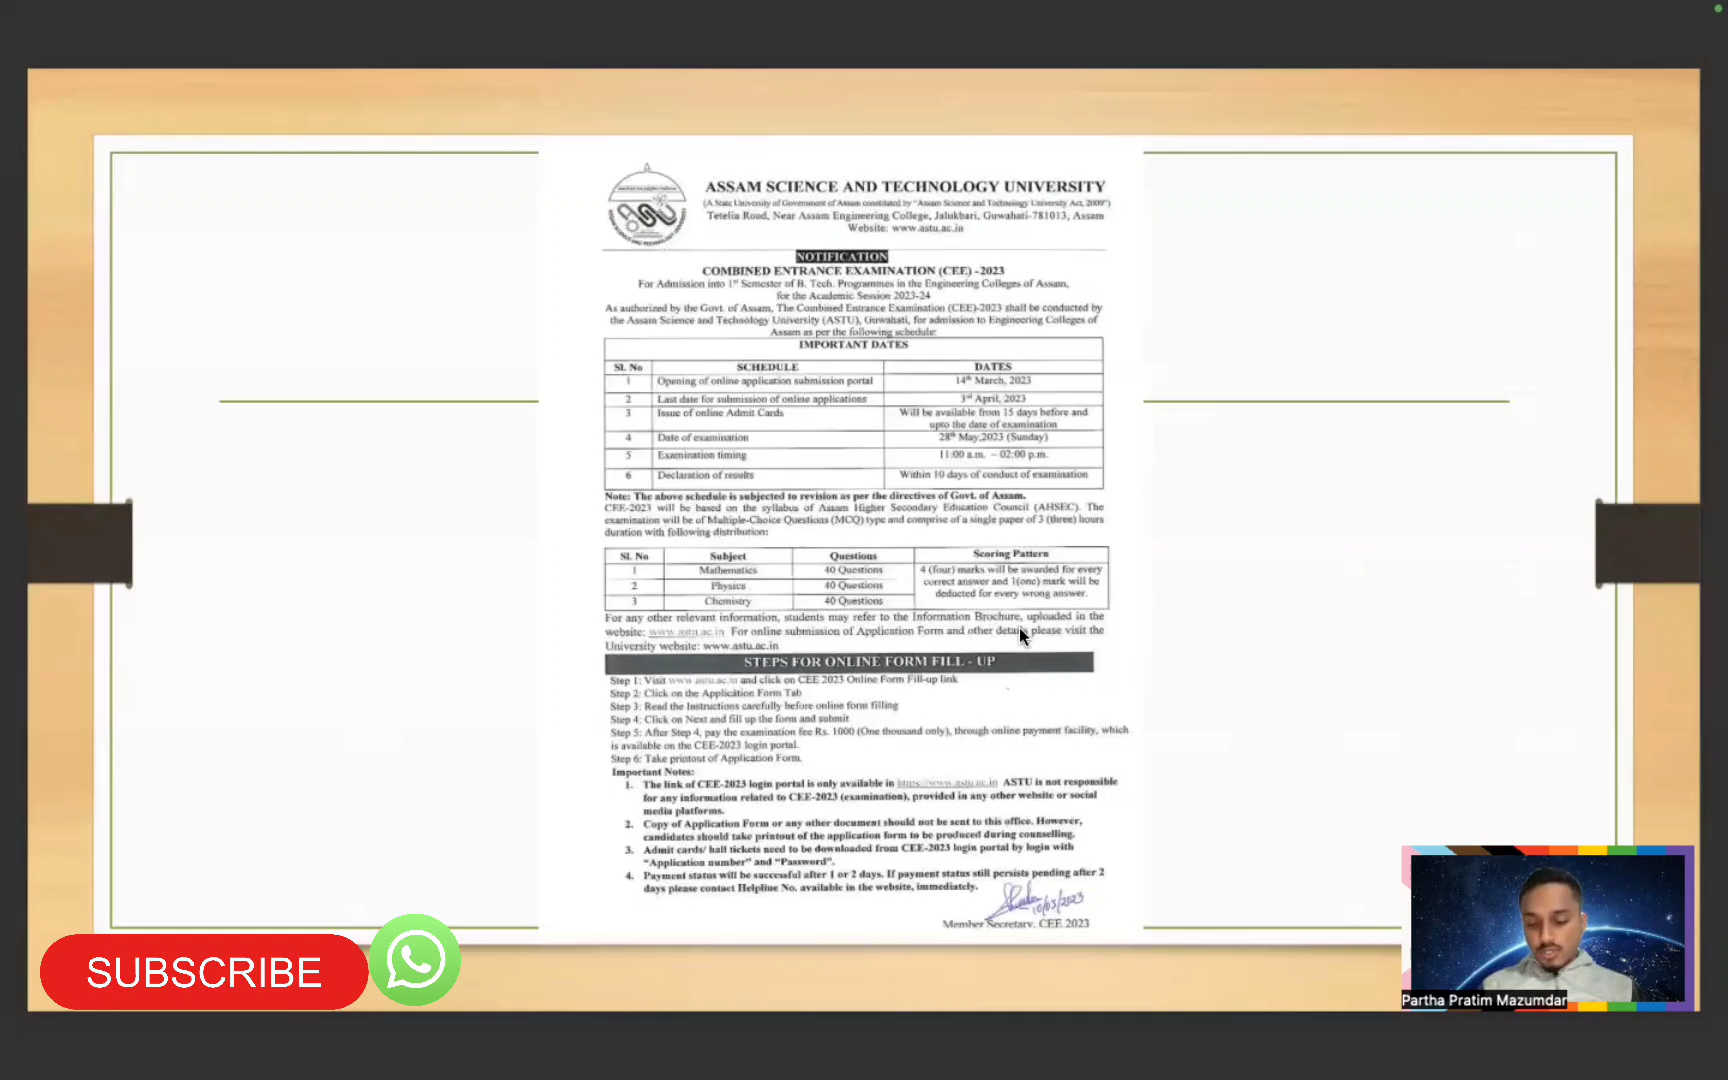 ASSAM SCIENCE AND TECHNOLOGY UNIVERSITY
(A State University of Government of Assam constituted by "Assam Science and Technology University Act, 2009")
Tetelia Road, Near Assam Engineering College, Jalukbari, Guwahati-781013, Assam
Website: www.astu.ac.in
NOTIFICATION
COMBINED ENTRANCE EXAMINATION (CEE) -2023
For Admission into 1st Semester of B. Tech. Programmes in the Engineering Colleges of Assam,
for the Academic Session 2023-24
As authorized by the Govt. of Assam, The Combined Entrance Examination (CEE)-2023 shall be conducted by
the Assam Science and Technology University (ASTU), Guwahati, for admission to Engineering Colleges of
Assam as per the following schedule:
IMPORTANT DATES
Sl. No SCHEDULE DATES
1 Opening of online application submission portal 14th March, 2023
2 Last date for submission of online applications 3rd April, 2023
3 Issue of online Admit Cards Will be available from 15 days before and
upto the date of examination
4 Date of examination 28th May,2023 (Sunday)
5 Examination timing 11:00 a.m. – 02:00 p.m.
6 Declaration of results Within 10 days of conduct of examination
Note: The above schedule is subjected to revision as per the directives of Govt. of Assam.
CEE-2023 will be based on the syllabus of Assam Higher Secondary Education Council (AHSEC). The
examination will be of Multiple-Choice Questions (MCQ) type and comprise of a single paper of 3 (three) hours
duration with following distribution:
Sl. No Subject Questions Scoring Pattern
1 Mathematics 40 Questions 4 (four) marks will be awarded for every
2 Physics 40 Questions correct answer and 1(one) mark will be
3 Chemistry 40 Questions deducted for every wrong answer.
For any other relevant information, students may refer to the Information Brochure, uploaded in the
website: www.astu.ac.in For online submission of Application Form and other details please visit the
University website: www.astu.ac.in
STEPS FOR ONLINE FORM FILL - UP
Step 1: Visit www.astu.ac.in and click on CEE 2023 Online Form Fill-up link
Step 2: Click on the Application Form Tab
Step 3: Read the Instructions carefully before online form filling
Step 4: Click on Next and fill up the form and submit
Step 5: After Step 4, pay the examination fee Rs. 1000 (One thousand only), through online payment facility, which
is available on the CEE-2023 login portal.
Step 6: Take printout of Application Form.
Important Notes:
1. The link of CEE-2023 login portal is only available in https://www.astu.ac.in ASTU is not responsible
for any information related to CEE-2023 (examination), provided in any other website or social
media platforms.
2. Copy of Application Form or any other document should not be sent to this office. However,
candidates should take printout of the application form to be produced during counselling.
3. Admit cards/ hall tickets need to be downloaded from CEE-2023 login portal by login with
"Application number" and "Password".
4. Payment status will be successful after 1 or 2 days. If payment status still persists pending after 2
days please contact Helpline No. available in the website, immediately.
10/03/2023
Member Secretary, CEE 2023
SUBSCRIBE
Partha Pratim Mazumdar